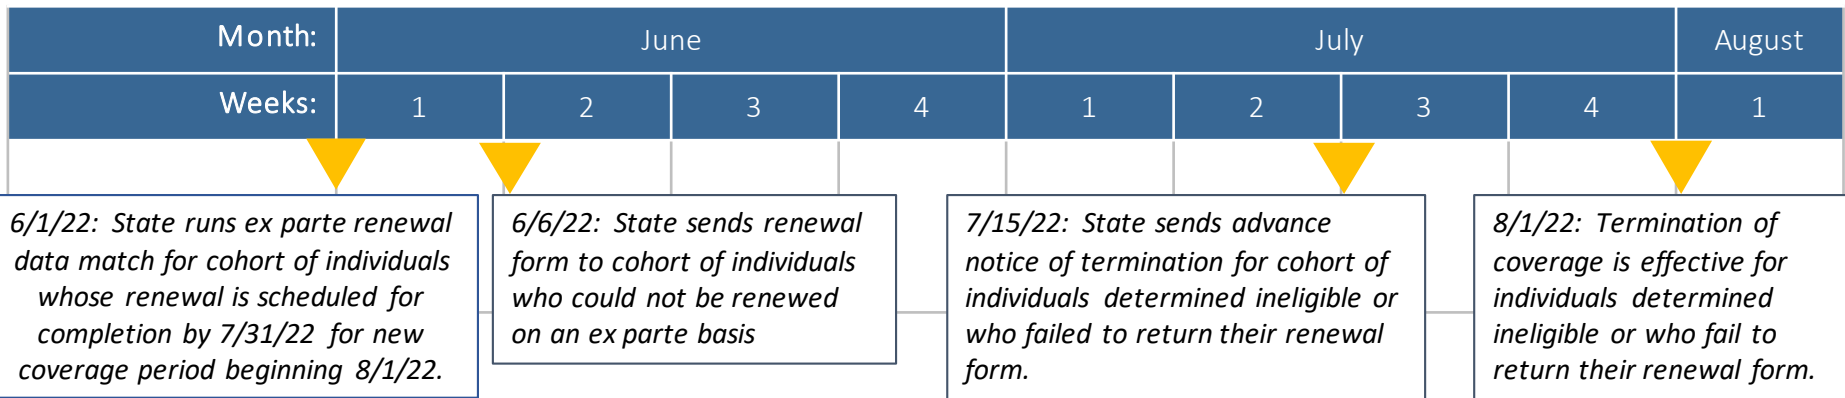 Month: June July August
Weeks: 1 2 3 4 1 2 3 4 1
6/1/22: State runs ex parte renewal
data match for cohort of individuals
whose renewal is scheduled for
completion by 7/31/22 for new
coverage period beginning 8/1/22.
6/6/22: State sends renewal
form to cohort of individuals
who could not be renewed
on an ex parte basis
7/15/22: State sends advance
notice of termination for cohort of
individuals determined ineligible or
who failed to return their renewal
form.
8/1/22: Termination of
coverage is effective for
individuals determined
ineligible or who fail to
return their renewal form.